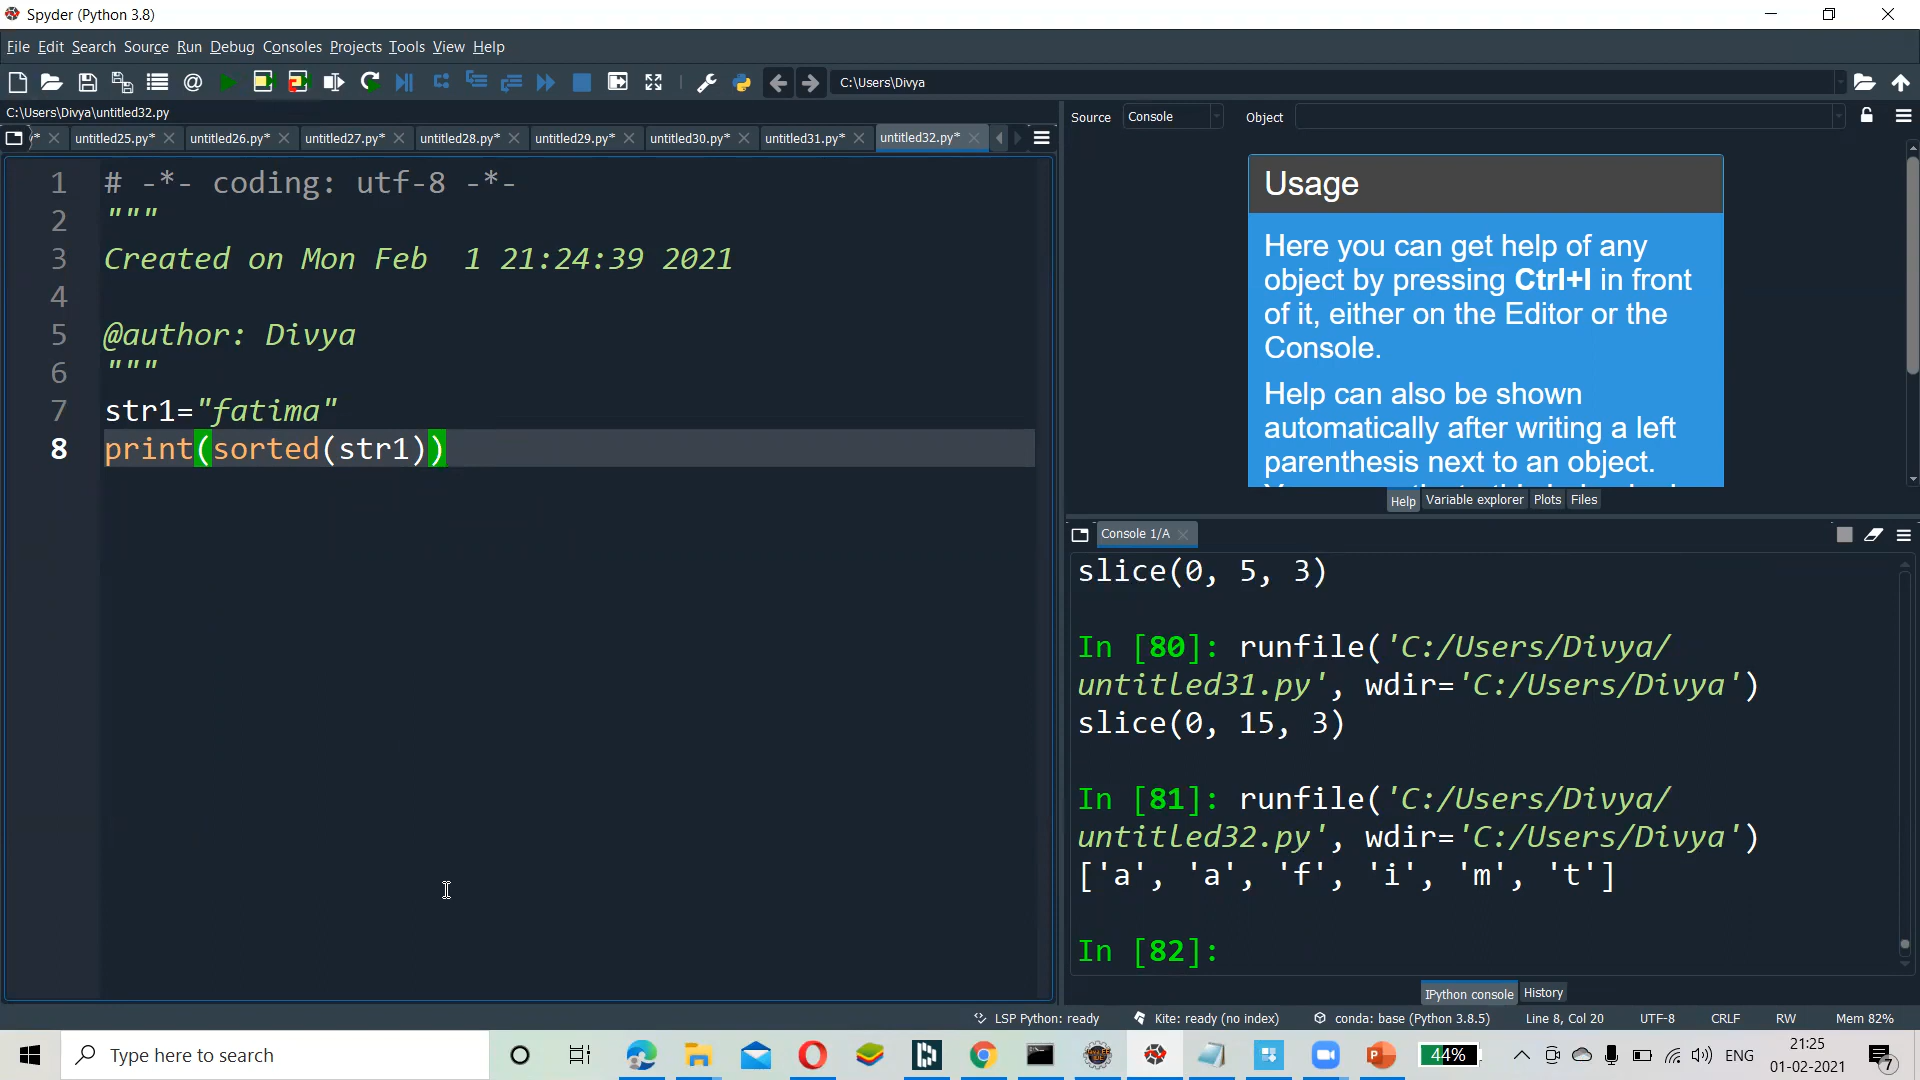 Spyder (Python 3.8)
File Edit Search Source Run Debug Consoles Projects Tools View Help
C:\Users\Divya
C:\Users\Divya\untitled32.py
untitled25.py* untitled26.py* untitled27.py* untitled28.py* untitled29.py* untitled30.py* untitled31.py* untitled32.py*
1 # -*- coding: utf-8 -*-
2 """
3 Created on Mon Feb  1 21:24:39 2021
4
5 @author: Divya
6 """
7 str1="fatima"
8 print(sorted(str1))
Source Console Object
Usage
Here you can get help of any
object by pressing Ctrl+I in front
of it, either on the Editor or the
Console.
Help can also be shown
automatically after writing a left
parenthesis next to an object.
Help Variable explorer Plots Files
Console 1/A
slice(0, 5, 3)
In [80]: runfile('C:/Users/Divya/
untitled31.py', wdir='C:/Users/Divya')
slice(0, 15, 3)
In [81]: runfile('C:/Users/Divya/
untitled32.py', wdir='C:/Users/Divya')
['a', 'a', 'f', 'i', 'm', 't']
In [82]:
IPython console History
LSP Python: ready Kite: ready (no index) conda: base (Python 3.8.5) Line 8, Col 20 UTF-8 CRLF RW Mem 82%
Type here to search
44%
ENG
21:25
01-02-2021
7